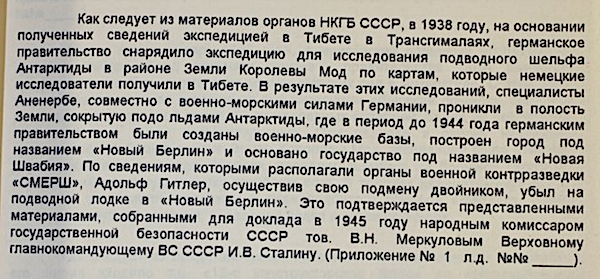 Как следует из материалов органов НКГБ СССР, в 1938 году, на основании
полученных сведений экспедицией в Тибете в Трансгималаях, германское
правительство снарядило экспедицию для исследования подводного шельфа
Антарктиды в районе Земли Королевы Мод по картам, которые немецкие
исследователи получили в Тибете. В результате этих исследований, специалисты
Аненербе, совместно с военно-морскими силами Германии, проникли в полость
Земли, сокрытую подо льдами Антарктиды, где в период до 1944 года германским
правительством были созданы военно-морские базы, построен город под
названием «Новый Берлин» и основано государство под названием «Новая
Швабия». По сведениям, которыми располагали органы военной контрразведки
«СМЕРШ», Адольф Гитлер, осуществив свою подмену двойником, убыл на
подводной лодке в «Новый Берлин». Это подтверждается представленными
материалами, собранными для доклада в 1945 году народным комиссаром
государственной безопасности СССР тов. В.Н. Меркуловым Верховному
главнокомандующему ВС СССР И.В. Сталину. (Приложение № 1 л.д. №№ _____).